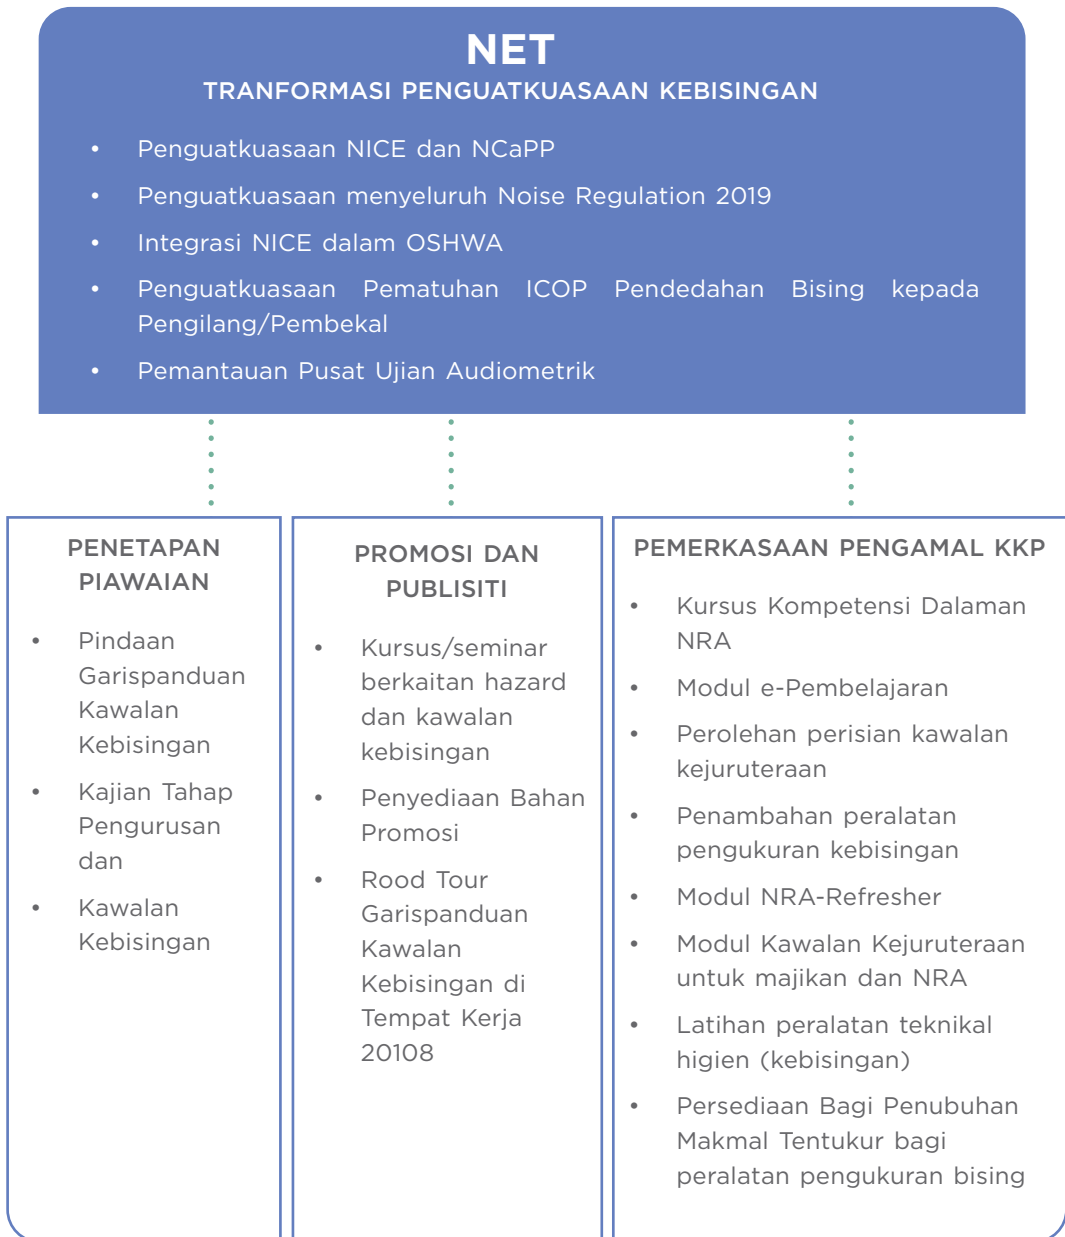 NET
TRANFORMASI PENGUATKUASAAN KEBISINGAN
• Penguatkuasaan NICE dan NCaPP
• Penguatkuasaan menyeluruh Noise Regulation 2019
• Integrasi NICE dalam OSHWA
• Penguatkuasaan Pematuhan ICOP Pendedahan Bising kepada
Pengilang/Pembekal
• Pemantauan Pusat Ujian Audiometrik
PENETAPAN
PIAWAIAN
• Pindaan
Garispanduan
Kawalan
Kebisingan
• Kajian Tahap
Pengurusan
dan
• Kawalan
Kebisingan
PROMOSI DAN
PUBLISITI
• Kursus/seminar
berkaitan hazard
dan kawalan
kebisingan
• Penyediaan Bahan
Promosi
• Rood Tour
Garispanduan
Kawalan
Kebisingan di
Tempat Kerja
20108
PEMERKASAAN PENGAMAL KKP
• Kursus Kompetensi Dalaman
NRA
• Modul e-Pembelajaran
• Perolehan perisian kawalan
kejuruteraan
• Penambahan peralatan
pengukuran kebisingan
• Modul NRA-Refresher
• Modul Kawalan Kejuruteraan
untuk majikan dan NRA
• Latihan peralatan teknikal
higien (kebisingan)
• Persediaan Bagi Penubuhan
Makmal Tentukur bagi
peralatan pengukuran bising